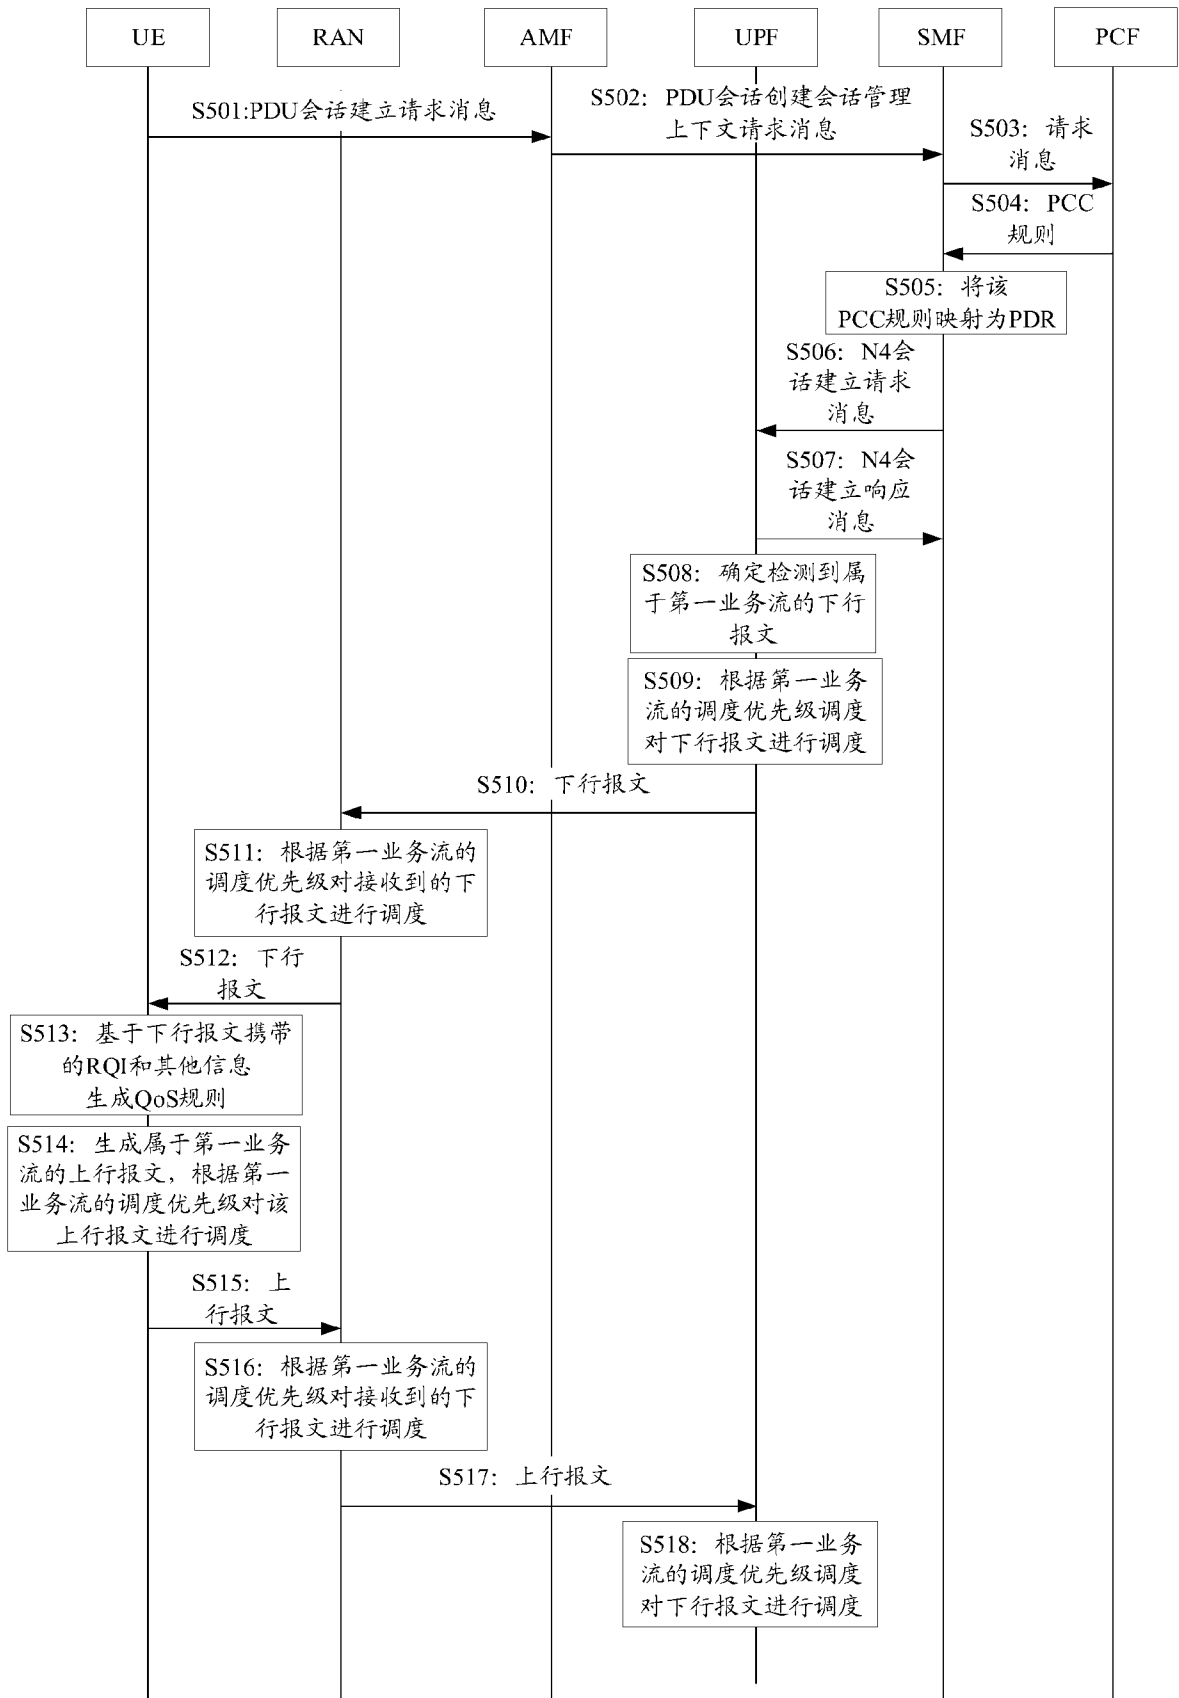 UE
RAN
AMF
UPF
SMF
PCF
S501:PDU会话建立请求消息
S502：PDU会话创建会话管理
上下文请求消息
S503：请求
消息
S504：PCC
规则
S505：将该
PCC规则映射为PDR
S506：N4会
话建立请求
消息
S507：N4会
话建立响应
消息
S508：确定检测到属
于第一业务流的下行
报文
S509：根据第一业务
流的调度优先级调度
对下行报文进行调度
S510：下行报文
S511：根据第一业务流的
调度优先级对接收到的下
行报文进行调度
S512：下行
报文
S513：基于下行报文携带
的RQI和其他信息
生成QoS规则
S514：生成属于第一业务
流的上行报文，根据第一
业务流的调度优先级对该
上行报文进行调度
S515：上
行报文
S516：根据第一业务流的
调度优先级对接收到的下
行报文进行调度
S517：上行报文
S518：根据第一业务
流的调度优先级调度
对下行报文进行调度